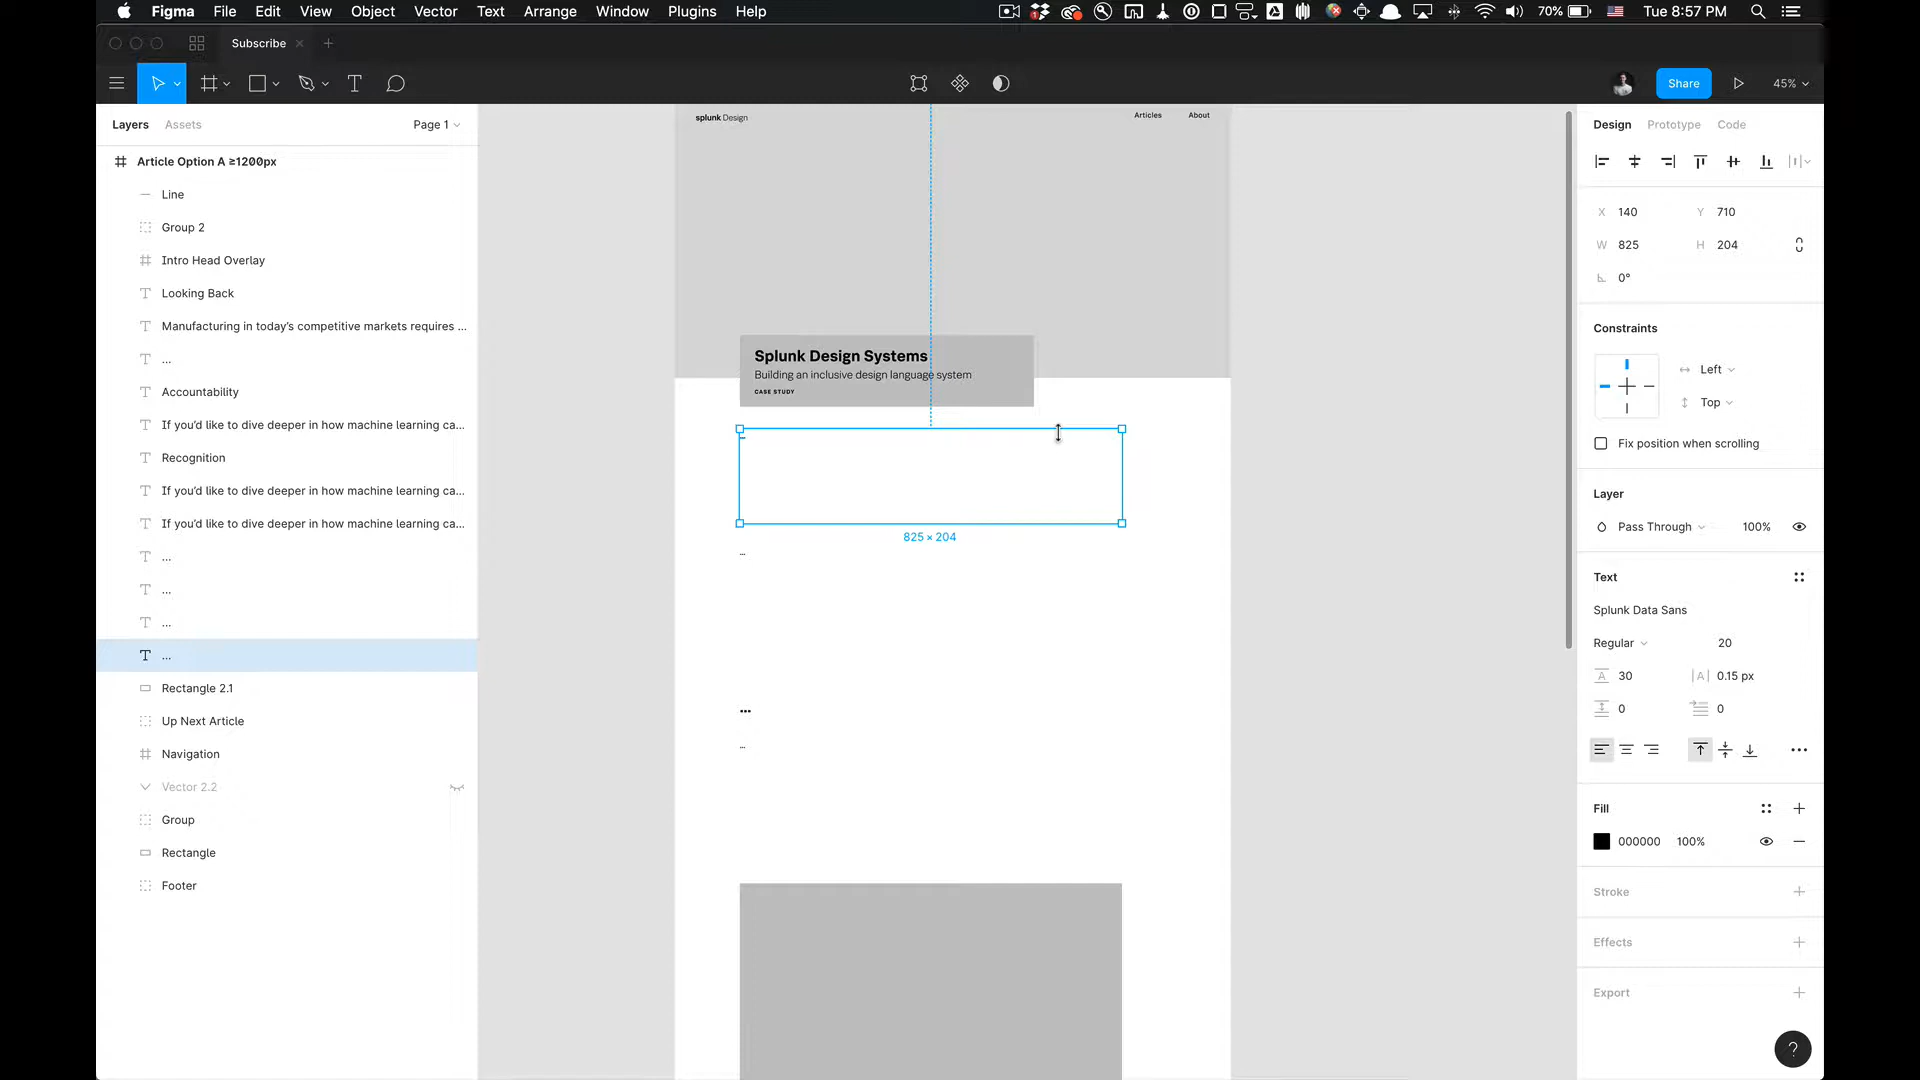 Figma File Edit View Object Vector Text Arrange Window Plugins Help 70% Tue 8:57 PM
Subscribe
Share 45%
Layers Assets Page 1
Article Option A ≥1200px
Line
Group 2
Intro Head Overlay
Looking Back
Manufacturing in today's competitive markets requires ...
...
Accountability
If you'd like to dive deeper in how machine learning ca...
Recognition
If you'd like to dive deeper in how machine learning ca...
If you'd like to dive deeper in how machine learning ca...
...
...
...
...
Rectangle 2.1
Up Next Article
Navigation
Vector 2.2
Group
Rectangle
Footer
splunk Design
Articles About
Splunk Design Systems
Building an inclusive design language system
CASE STUDY
825 × 204
...
...
...
Design Prototype Code
X 140 Y 710
W 825 H 204
0°
Constraints
Left
Top
Fix position when scrolling
Layer
Pass Through 100%
Text
Splunk Data Sans
Regular 20
30 0.15 px
0 0
Fill
000000 100%
Stroke
Effects
Export
?